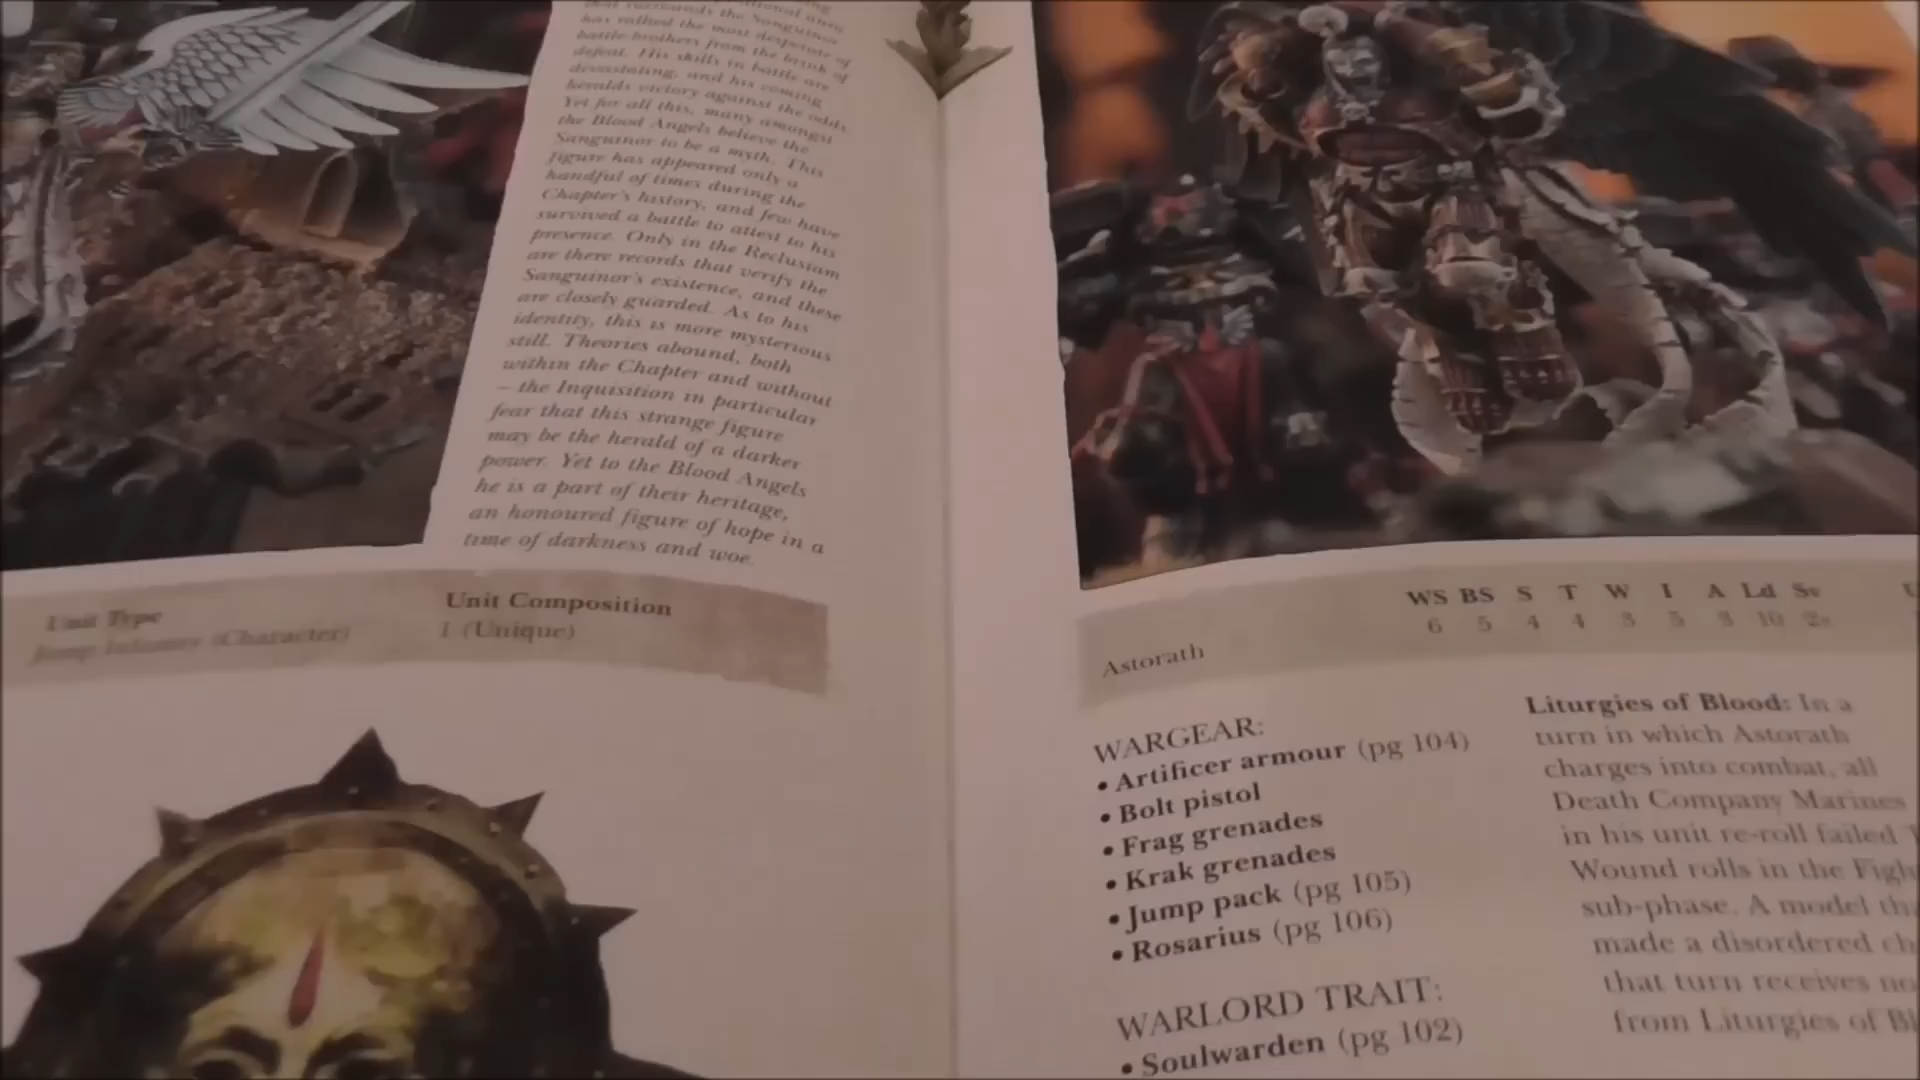 that surrounds the Sanguinor
has rallied the most desperate of
battle-brothers from the brink of
defeat. His skills in battle are
devastating, and his coming
heralds victory against the odds.
Yet for all this, many amongst
the Blood Angels believe the
Sanguinor to be a myth. This
figure has appeared only a
handful of times during the
Chapter's history, and few have
survived a battle to attest to his
presence. Only in the Reclusiam
are there records that verify the
Sanguinor's existence, and these
are closely guarded. As to his
identity, this is more mysterious
still. Theories abound, both
within the Chapter and without
– the Inquisition in particular
fear that this strange figure
may be the herald of a darker
power. Yet to the Blood Angels
he is a part of their heritage,
an honoured figure of hope in a
time of darkness and woe.
Unit Type
Jump Infantry (Character)
Unit Composition
1 (Unique)
WS BS S T W I A Ld Sv
Astorath 6 5 4 4 3 5 3 10 2+
WARGEAR:
• Artificer armour (pg 104)
• Bolt pistol
• Frag grenades
• Krak grenades
• Jump pack (pg 105)
• Rosarius (pg 106)
WARLORD TRAIT:
• Soulwarden (pg 102)
Liturgies of Blood: In a
turn in which Astorath
charges into combat, all
Death Company Marines
in his unit re-roll failed
Wound rolls in the
sub-phase. A model
made a disordered
that turn receives
from Liturgies of